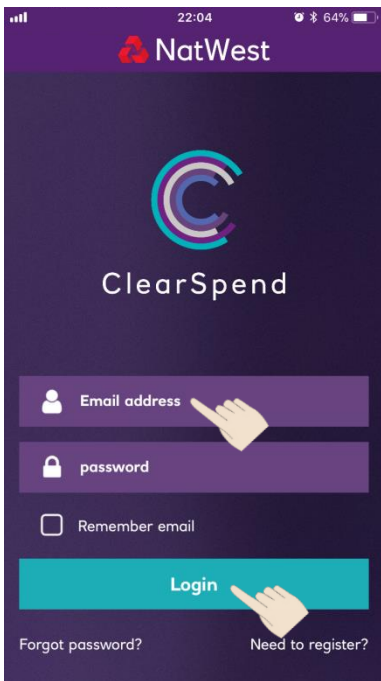 22:04
64%
NatWest
ClearSpend
Email address
password
Remember email
Login
Forgot password? Need to register?